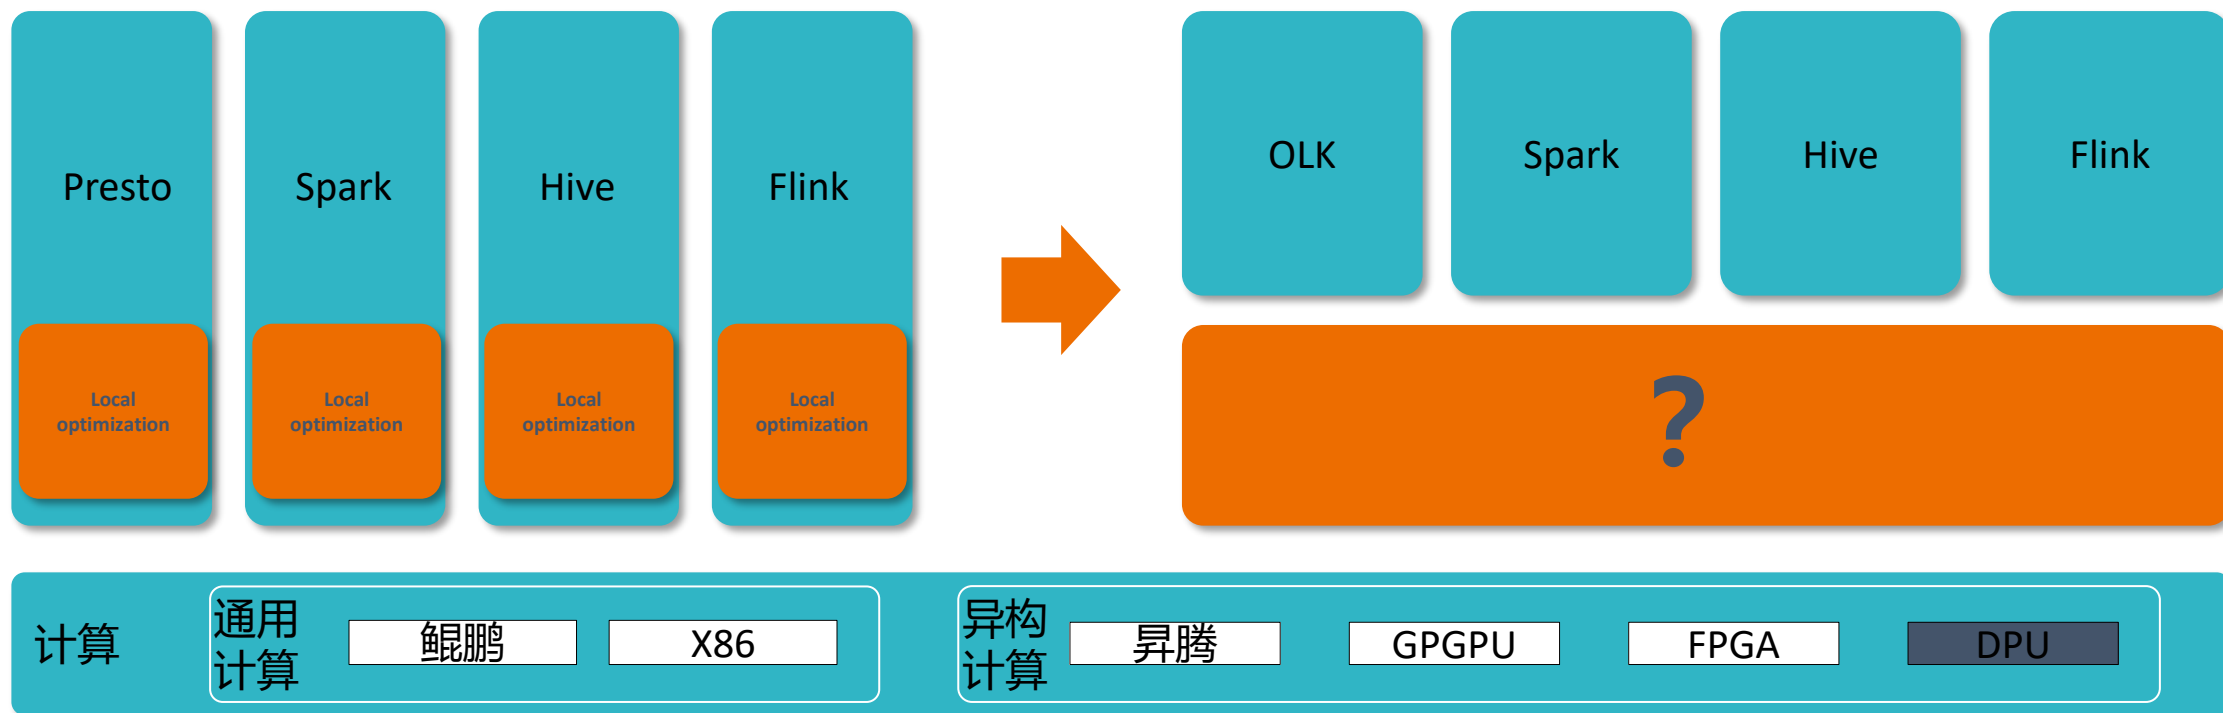 Presto
Spark
Hive
Flink
Local
optimization
Local
optimization
Local
optimization
Local
optimization
OLK
Spark
Hive
Flink
?
计算
通用
计算
鲲鹏
X86
异构
计算
昇腾
GPGPU
FPGA
DPU